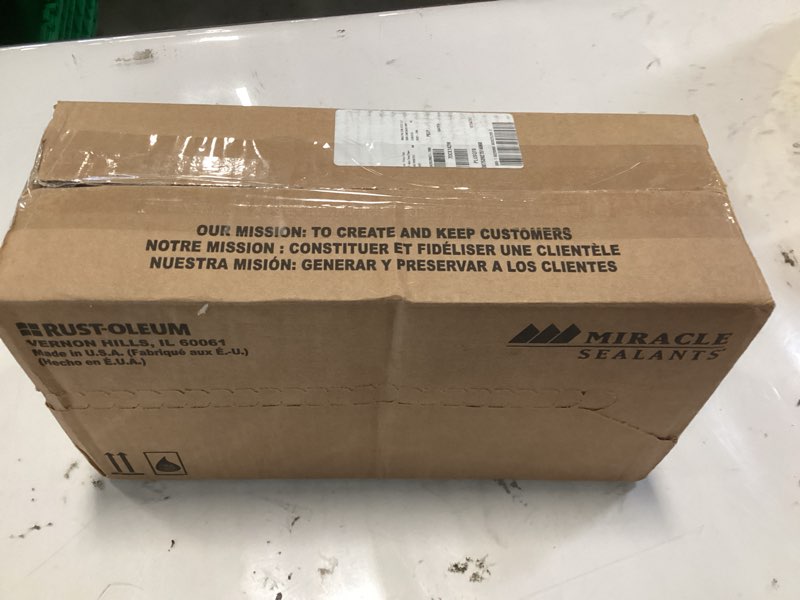 OUR MISSION: TO CREATE AND KEEP CUSTOMERS
NOTRE MISSION : CONSTITUER ET FIDÉLISER UNE CLIENTÈLE
NUESTRA MISIÓN: GENERAR Y PRESERVAR A LOS CLIENTES
RUST-OLEUM
VERNON HILLS, IL 60061
Made in U.S.A. (Fabriqué aux É.-U.)
(Hecho en É.U.A.)
MIRACLE
SEALANTS